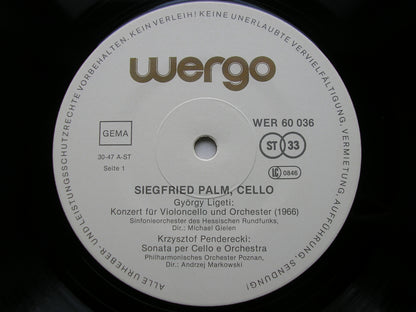 ALLE URHEBER- UND LEISTUNGSSCHUTZRECHTE VORBEHALTEN. KEIN VERLEIH! KEINE UNERLAUBTE VERVIELFÄLTIGUNG, VERMIETUNG, AUFFÜHRUNG, SENDUNG!
wergo
GEMA
WER 60 036
ST 33
30-47 A-ST
Seite 1
LC 0846
SIEGFRIED PALM, CELLO
György Ligeti:
Konzert für Violoncello und Orchester (1966)
Sinfonieorchester des Hessischen Rundfunks,
Dir.: Michael Gielen
Krzysztof Penderecki:
Sonata per Cello e Orchestra
Philharmonisches Orchester Poznan,
Dir.: Andrzej Markowski